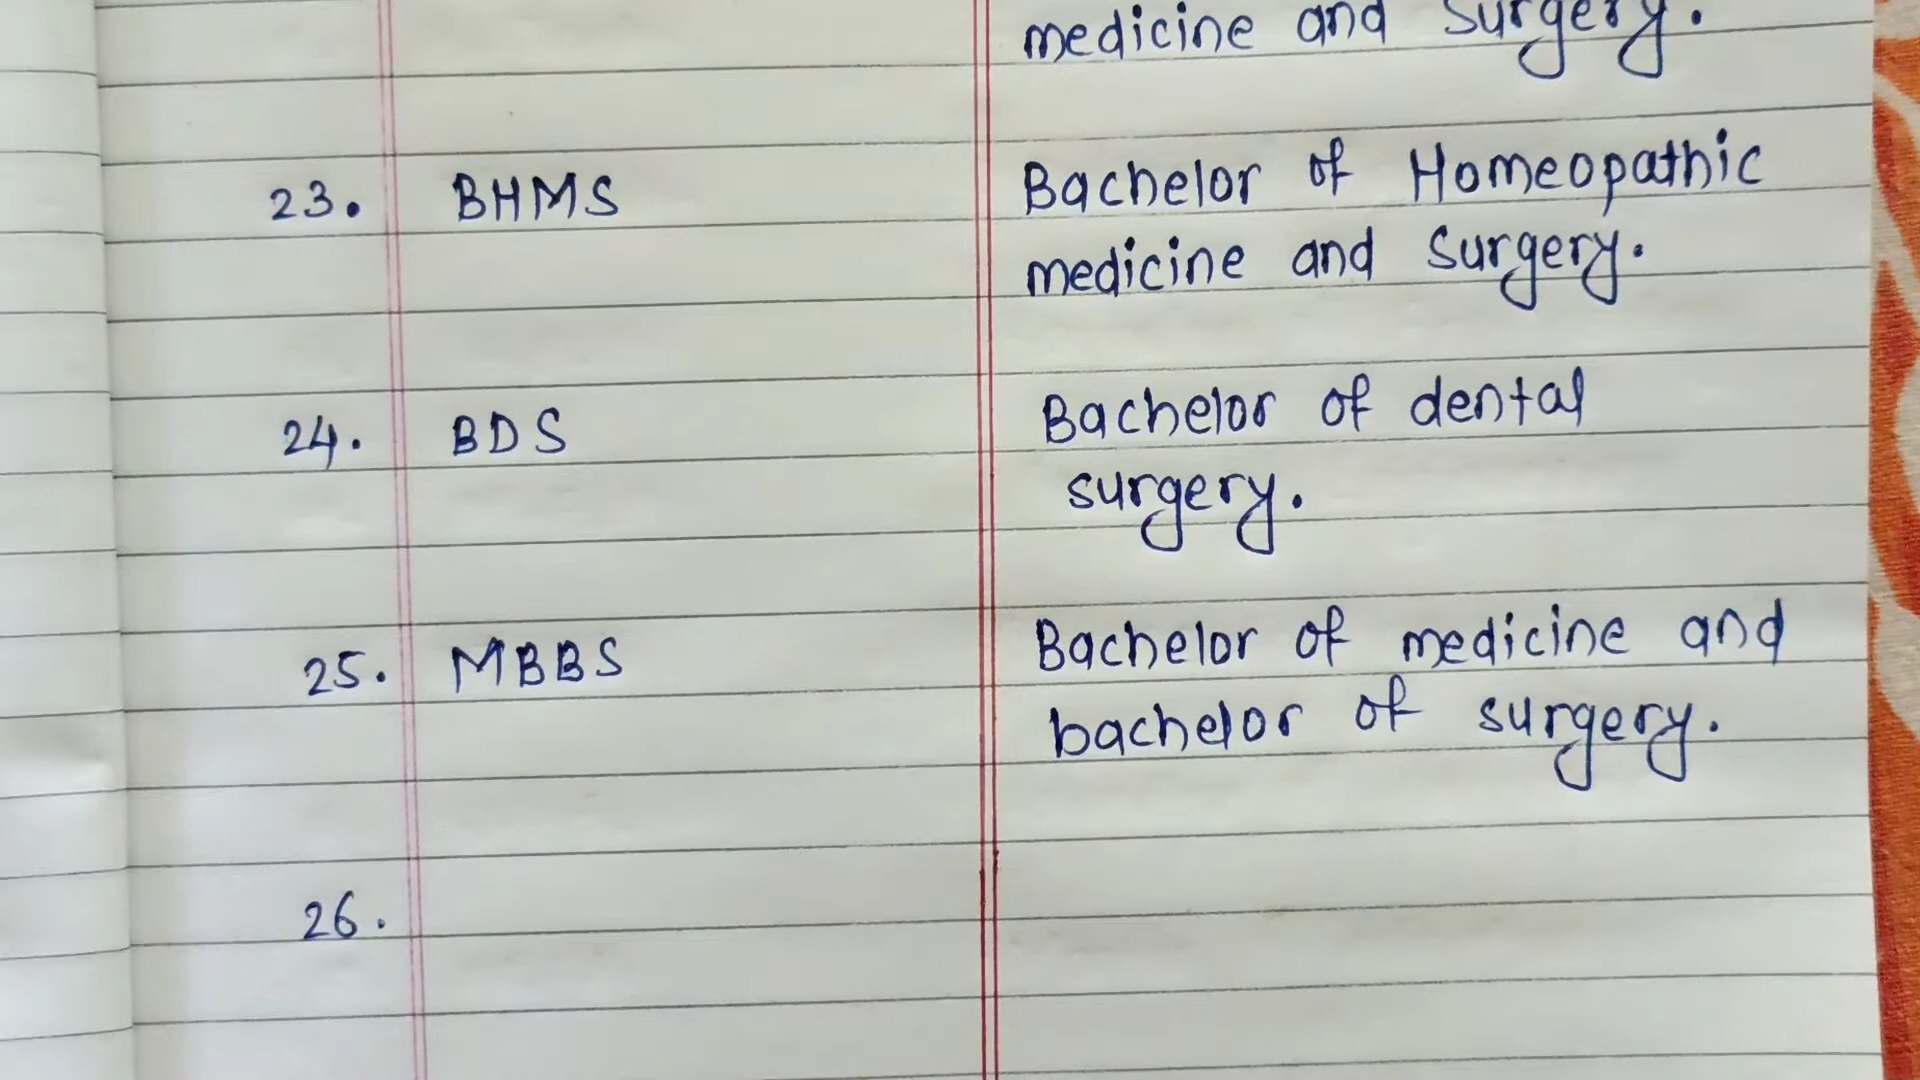 medicine and surgery.
23. BHMS Bachelor of Homeopathic
medicine and surgery.
24. BDS Bachelor of dental
surgery.
25. MBBS Bachelor of medicine and
bachelor of surgery.
26.